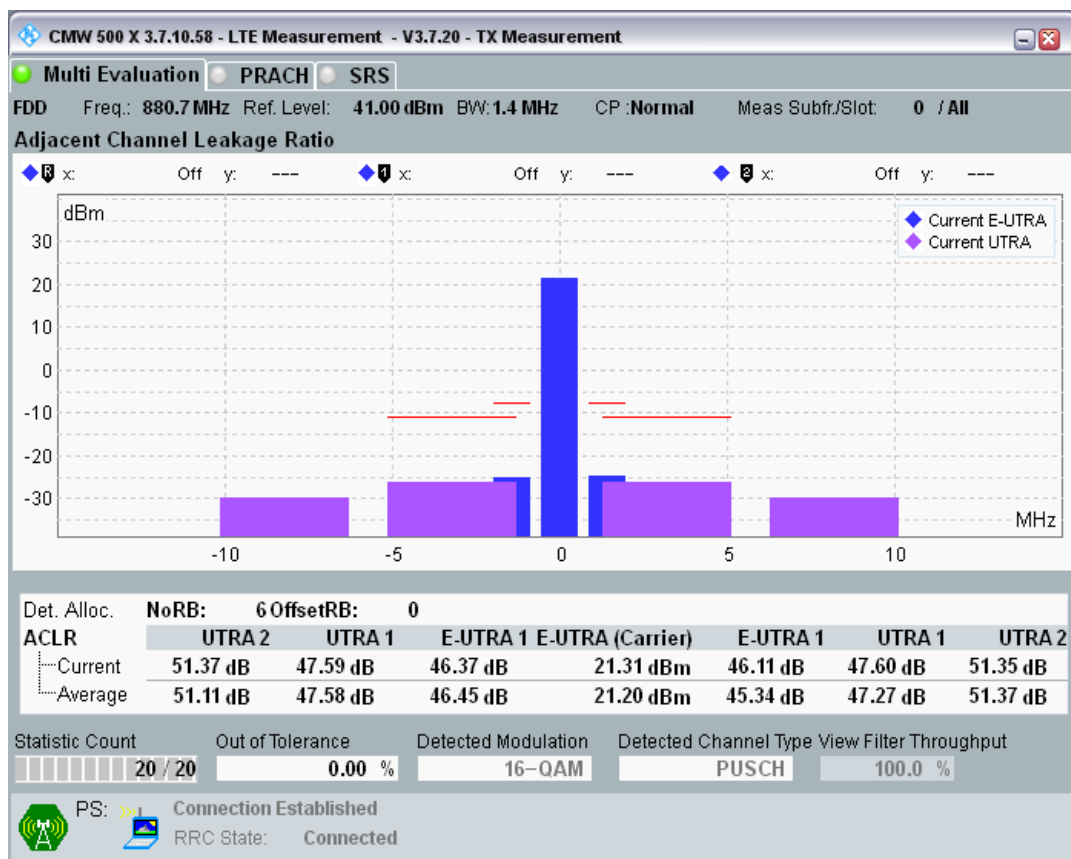 CMW 500 X 3.7.10.58 - LTE Measurement - V3.7.20 - TX Measurement
Multi Evaluation PRACH SRS
FDD Freq.: 880.7 MHz Ref. Level: 41.00 dBm BW: 1.4 MHz CP :Normal Meas Subfr./Slot: 0 / All
Adjacent Channel Leakage Ratio
R x: Off y: --- 1 x: Off y: --- 2 x: Off y: ---
dBm
Current E-UTRA
Current UTRA
30
20
10
0
-10
-20
-30
MHz
-10 -5 0 5 10
Det. Alloc. NoRB: 6 OffsetRB: 0
ACLR UTRA 2 UTRA 1 E-UTRA 1 E-UTRA (Carrier) E-UTRA 1 UTRA 1 UTRA 2
Current 51.37 dB 47.59 dB 46.37 dB 21.31 dBm 46.11 dB 47.60 dB 51.35 dB
Average 51.11 dB 47.58 dB 46.45 dB 21.20 dBm 45.34 dB 47.27 dB 51.37 dB
Statistic Count Out of Tolerance Detected Modulation Detected Channel Type View Filter Throughput
20 / 20 0.00 % 16-QAM PUSCH 100.0 %
PS: Connection Established
RRC State: Connected